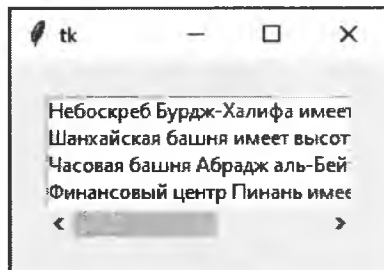 tk
Небоскреб Бурдж-Халифа имеет
Шанхайская башня имеет высот
Часовая башня Абрадж аль-Бей
Финансовый центр Пинань имее